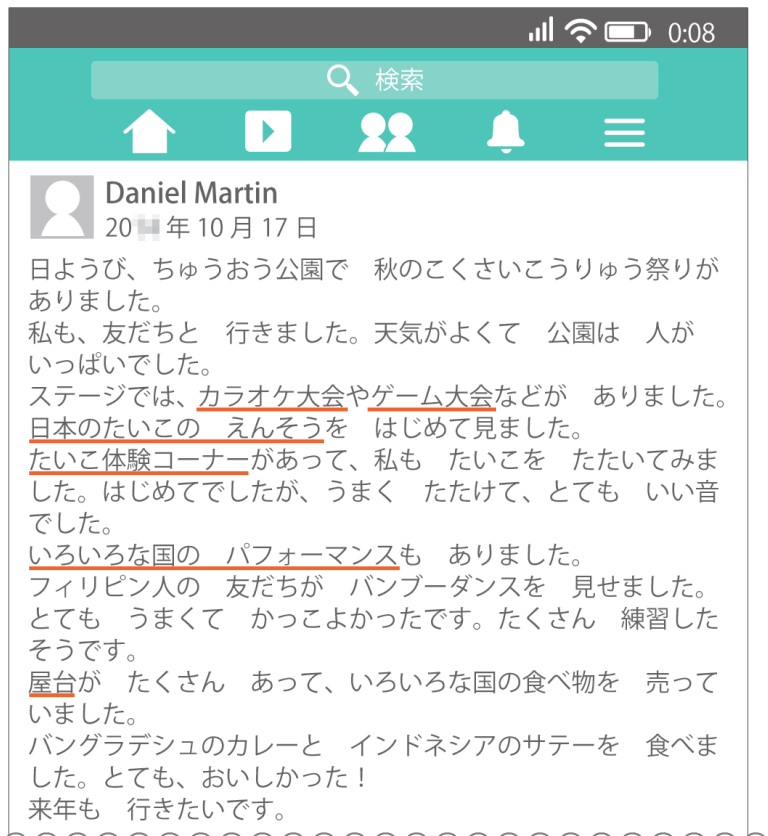 0:08
検索
Daniel Martin
20 年 10 月 17 日
日ようび、ちゅうおう公園で　秋のこくさいこうりゅう祭りが
ありました。
私も、友だちと　行きました。天気がよくて　公園は　人が
いっぱいでした。
ステージでは、カラオケ大会やゲーム大会などが　ありました。
日本のたいこの　えんそうを　はじめて見ました。
たいこ体験コーナーがあって、私も　たいこを　たたいてみま
した。はじめてでしたが、うまく　たたけて、とても　いい音
でした。
いろいろな国の　パフォーマンスも　ありました。
フィリピン人の　友だちが　バンブーダンスを　見せました。
とても　うまくて　かっこよかったです。たくさん　練習した
そうです。
屋台が　たくさん　あって、いろいろな国の食べ物を　売って
いました。
バングラデシュのカレーと　インドネシアのサテーを　食べま
した。とても、おいしかった！
来年も　行きたいです。